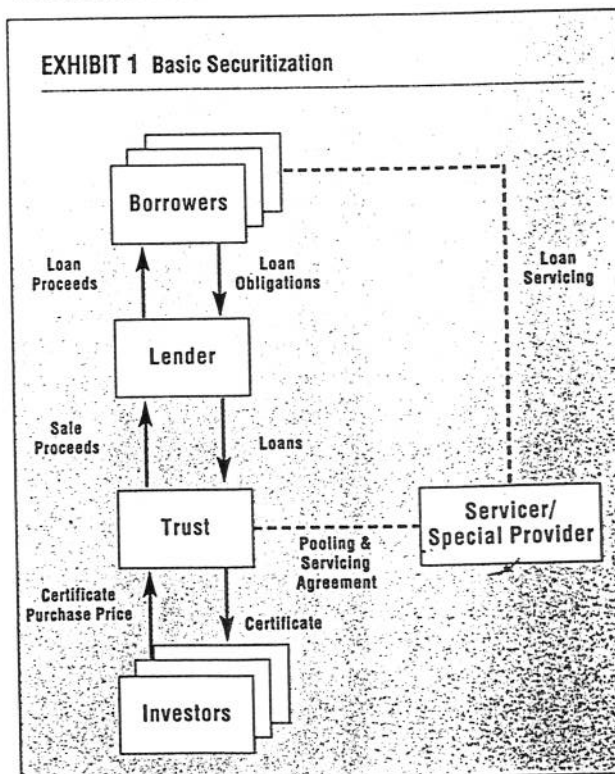 EXHIBIT 1 Basic Securitization
Borrowers
Loan
Proceeds
Loan
Obligations
Loan
Servicing
Lender
Sale
Proceeds
Loans
Trust
Pooling &
Servicing
Agreement
Servicer/
Special Provider
Certificate
Purchase Price
Certificate
Investors